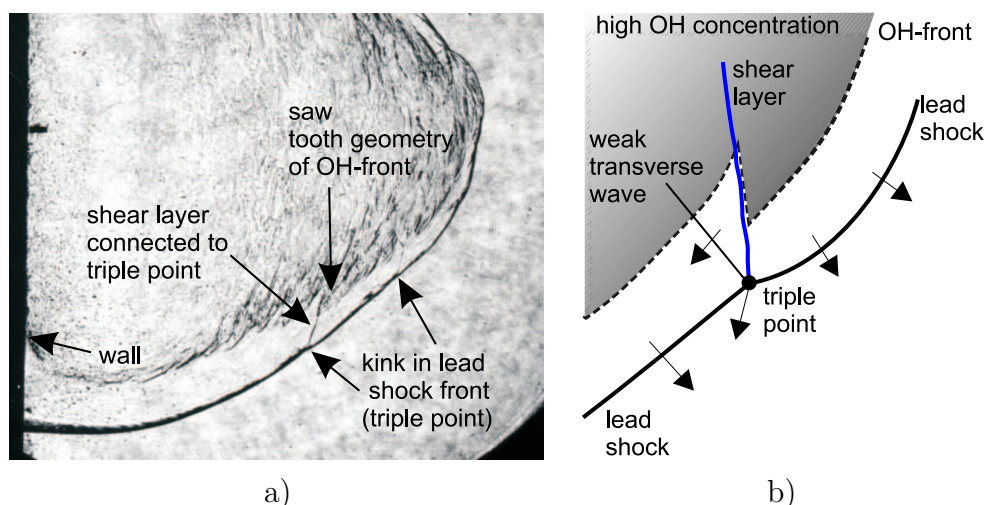 saw
tooth geometry
of OH-front
shear layer
connected to
triple point
wall
kink in lead
shock front
(triple point)
a)
high OH concentration
OH-front
shear
layer
lead
shock
weak
transverse
wave
triple
point
lead
shock
b)